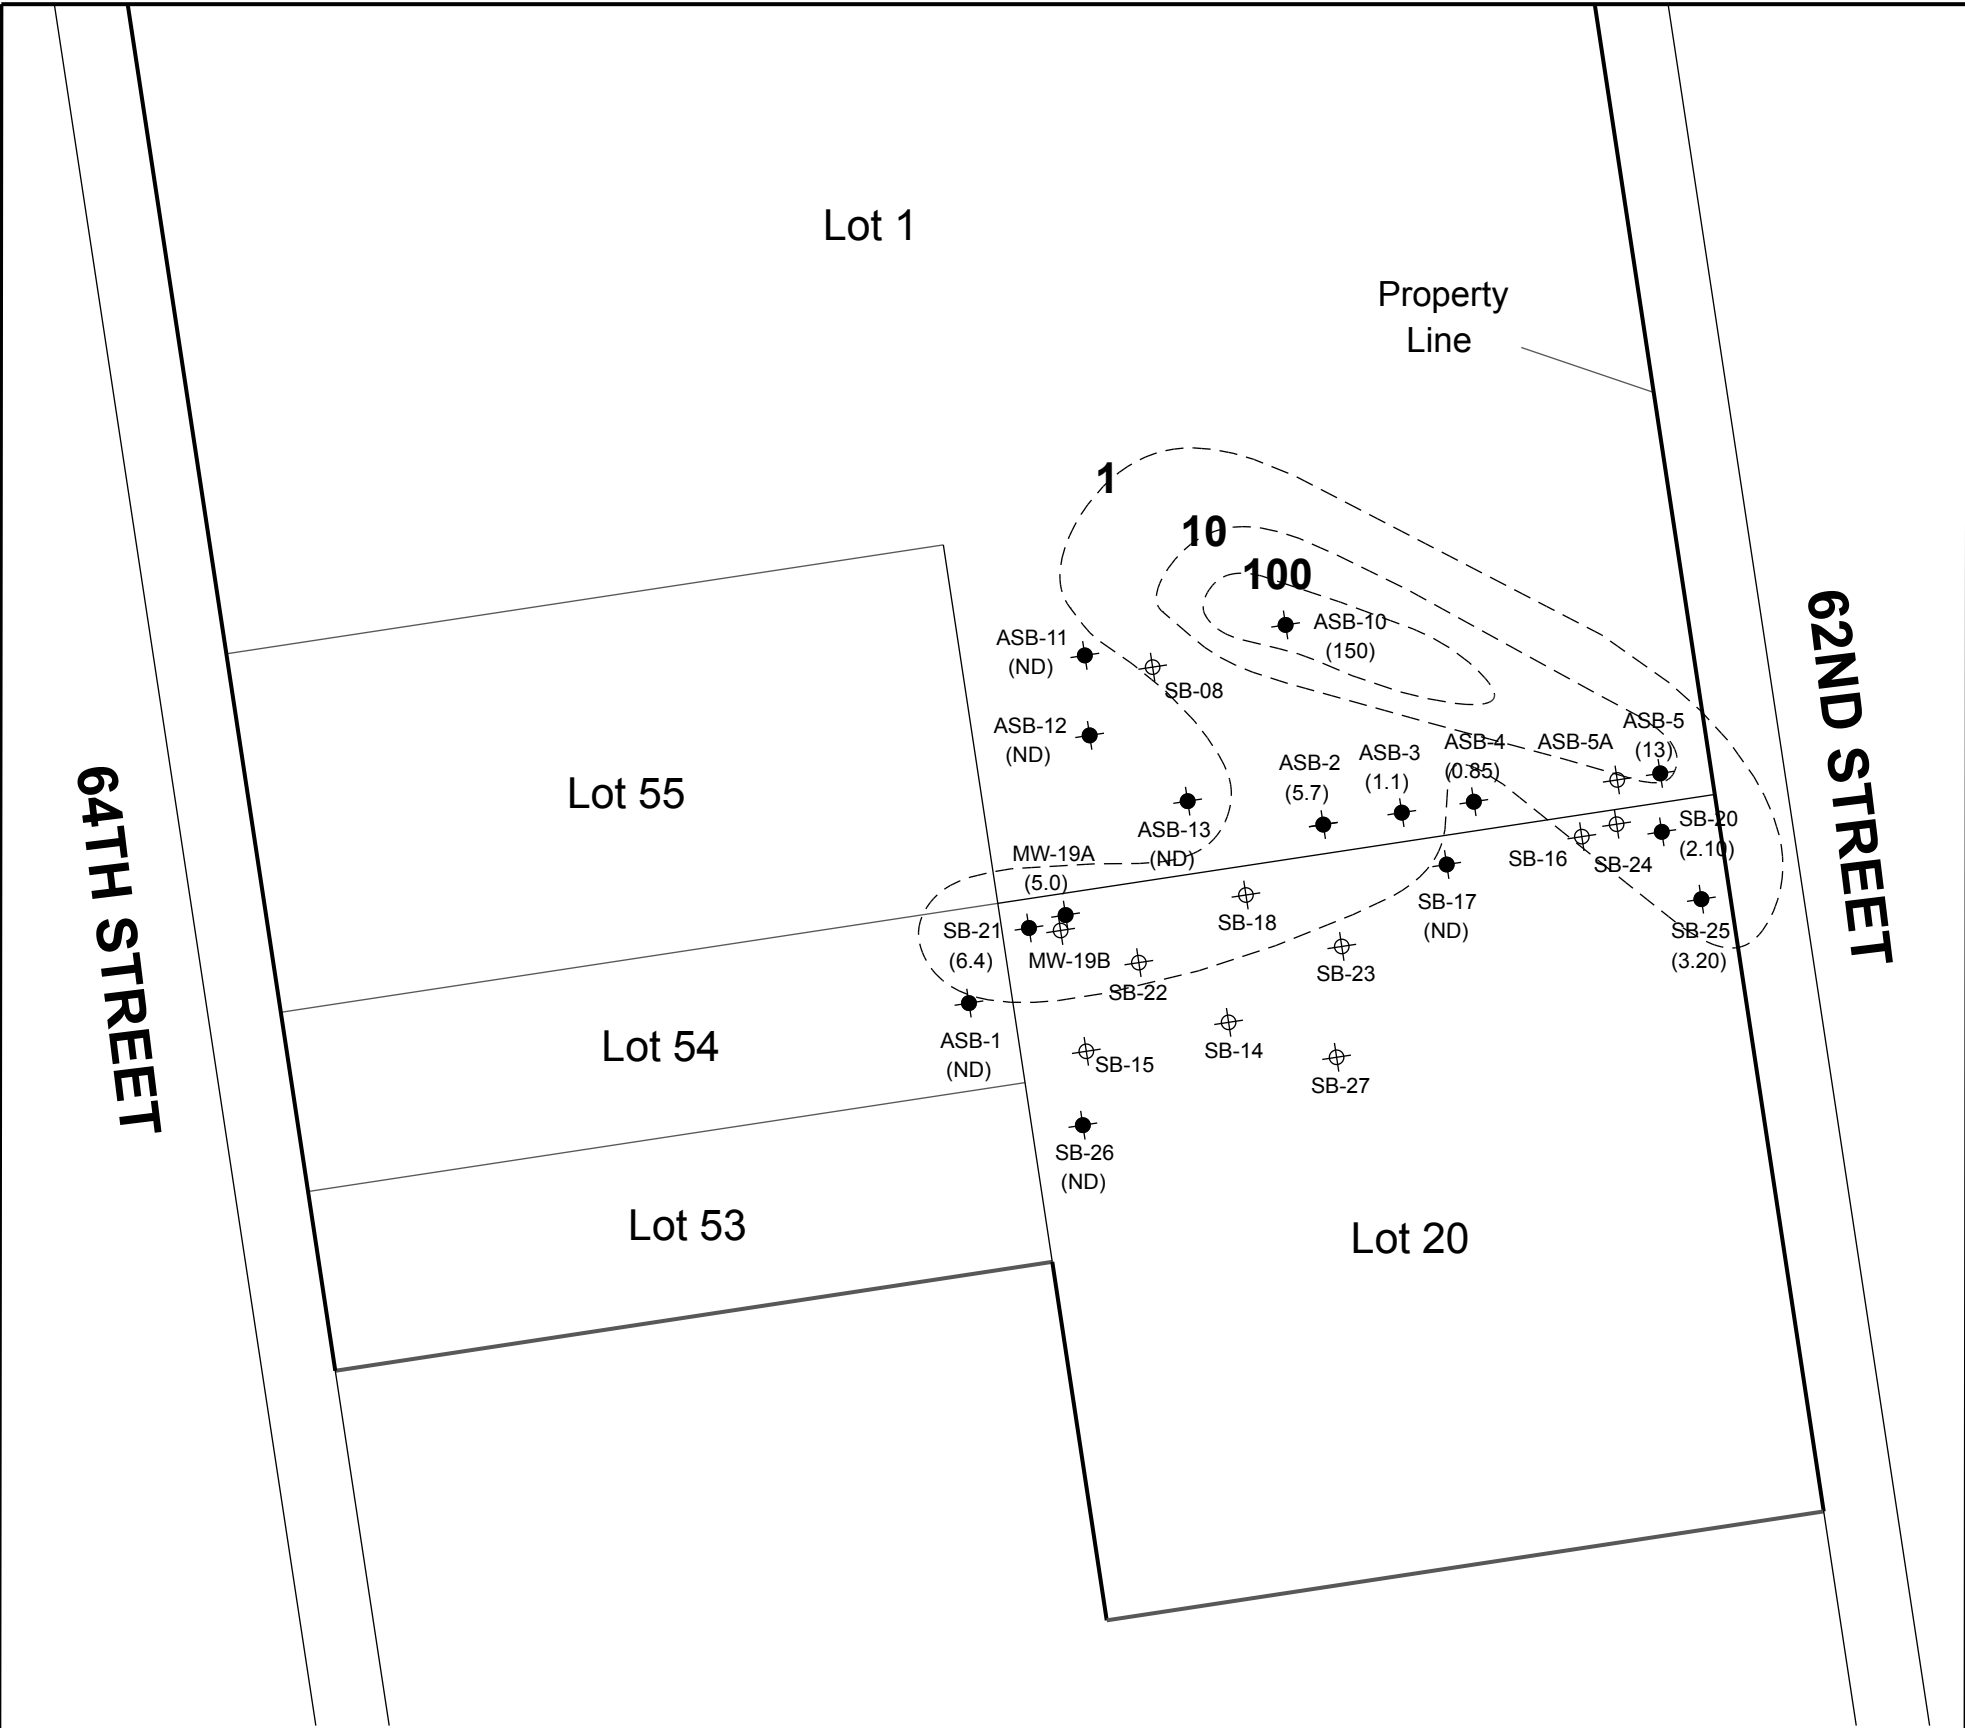 Lot 1
Property
Line
1
10
100
ASB-10
(150)
ASB-11
(ND)
SB-08
ASB-12
(ND)
ASB-5
(13)
ASB-5A
ASB-4
(0.85)
ASB-3
(1.1)
ASB-2
(5.7)
62ND STREET
64TH STREET
Lot 55
ASB-13
(ND)
SB-20
(2.10)
MW-19A
(5.0)
SB-16
SB-24
SB-17
(ND)
SB-18
SB-21
(6.4)
MW-19B
SB-25
(3.20)
SB-23
SB-22
ASB-1
(ND)
Lot 54
SB-15
SB-14
SB-27
SB-26
(ND)
Lot 53
Lot 20